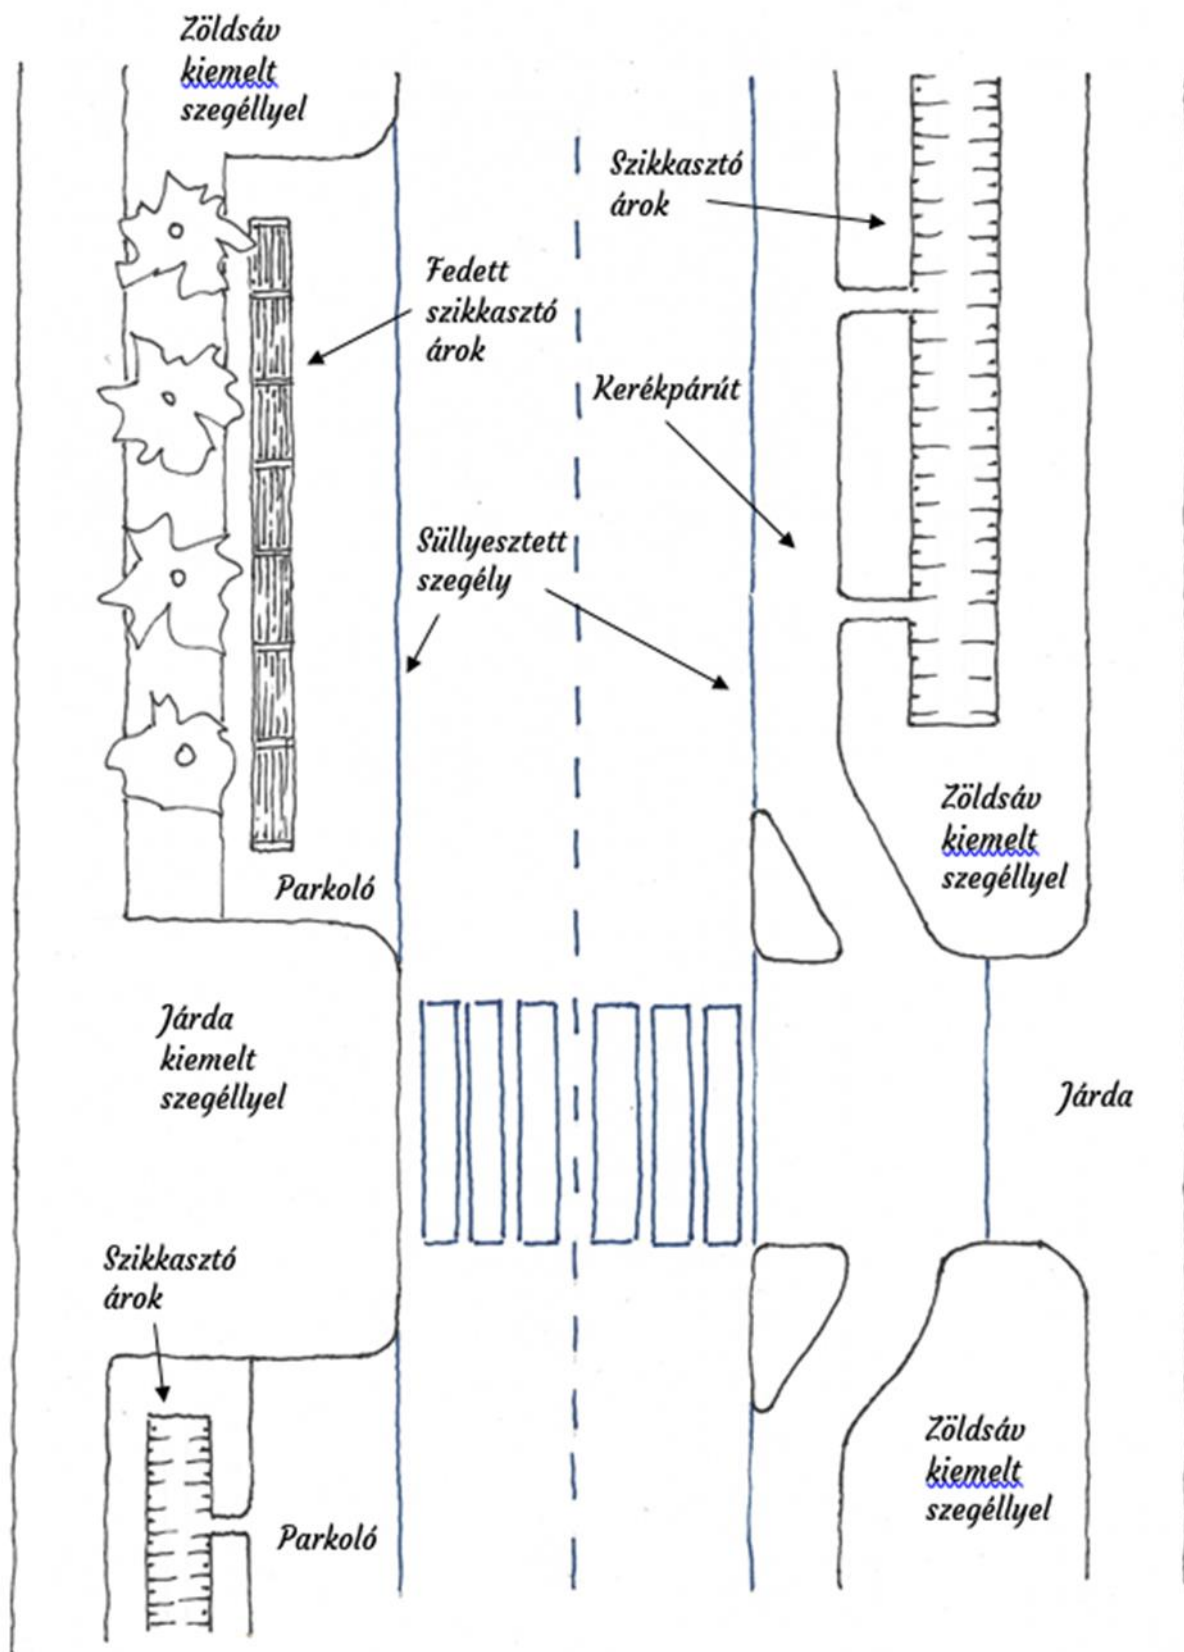 Zöldsáv
kiemelt
szegéllyel
Szikkasztó
árok
Fedett
szikkasztó
árok
Kerékpárút
Süllyesztett
szegély
Zöldsáv
kiemelt
szegéllyel
Parkoló
Járda
kiemelt
szegéllyel
Járda
Szikkasztó
árok
Zöldsáv
kiemelt
szegéllyel
Parkoló